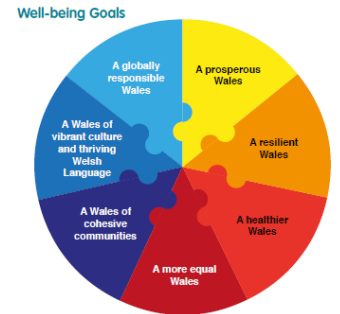 Well-being Goals
A globally
responsible
Wales
A prosperous
Wales
A resilient
Wales
A healthier
Wales
A more equal
Wales
A Wales of
cohesive
communities
A Wales of
vibrant culture
and thriving
Welsh
Language